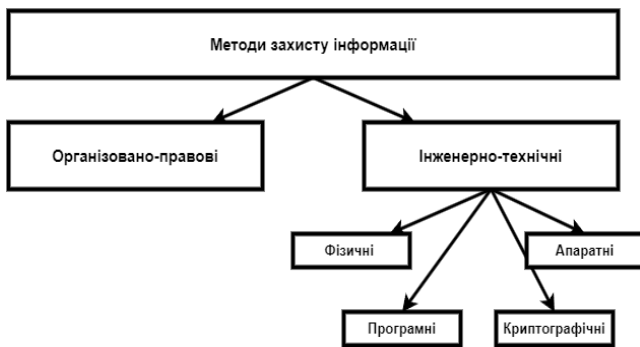 Методи захисту інформації
Організовано-правові
Інженерно-технічні
Фізичні
Апаратні
Програмні
Криптографічні